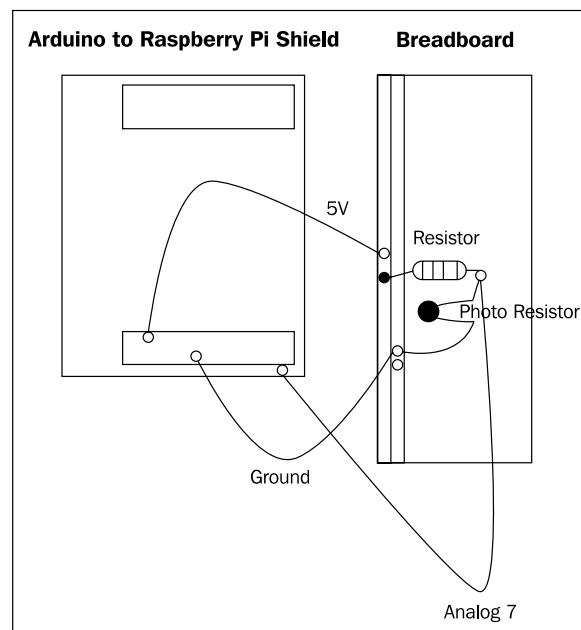 Arduino to Raspberry Pi Shield
Breadboard
5V
Resistor
Photo Resistor
Ground
Analog 7